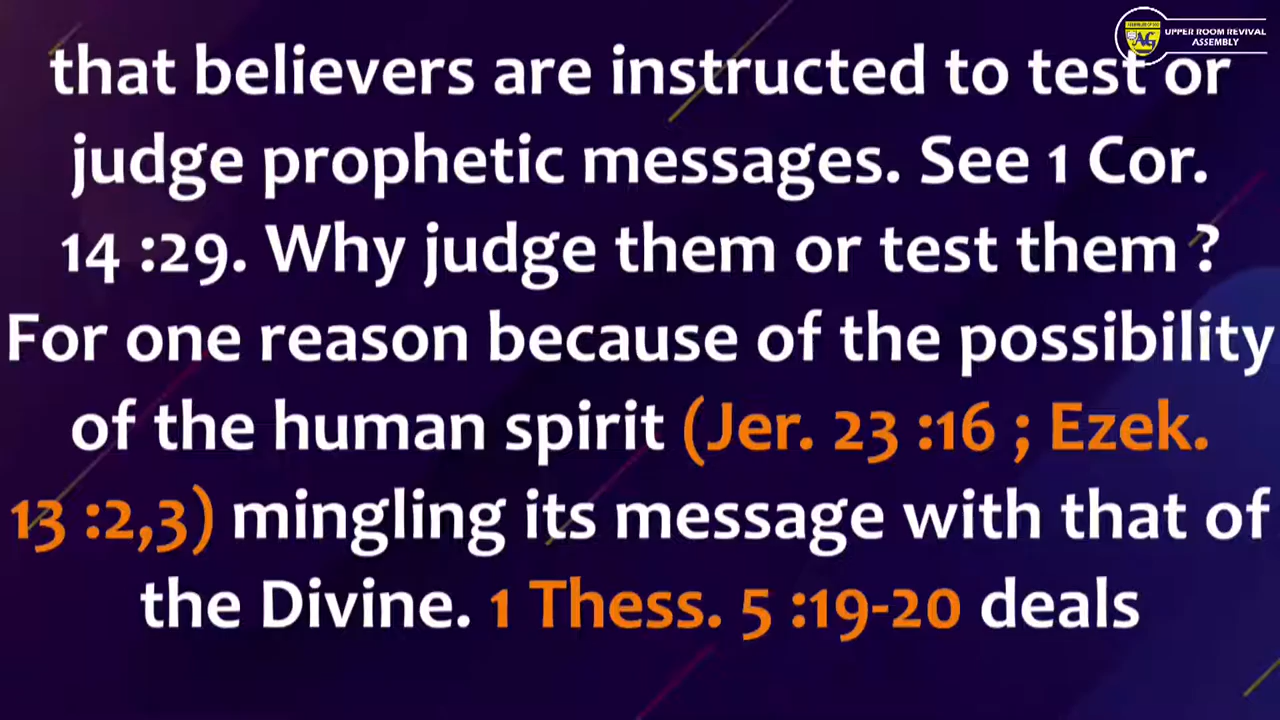 UPPER ROOM REVIVAL
ASSEMBLY
that believers are instructed to test or
judge prophetic messages. See 1 Cor.
14 :29. Why judge them or test them ?
For one reason because of the possibility
of the human spirit (Jer. 23 :16 ; Ezek.
13 :2,3) mingling its message with that of
the Divine. 1 Thess. 5 :19-20 deals